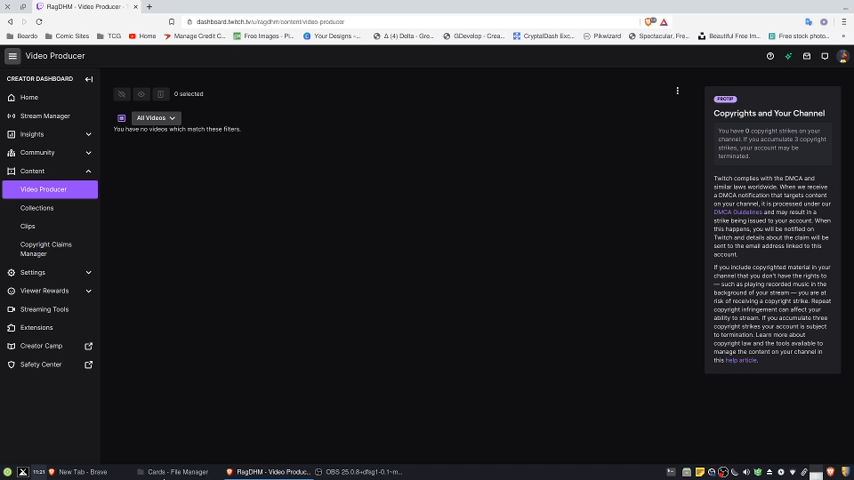 RagDHM - Video Producer -
dashboard.twitch.tv/u/ragdhm/content/video-producer
Beardo
Comic Sites
TCG
Home
Manage Credit C...
Free Images - Pi...
Your Designs –...
Δ (4) Delta - Gro...
GDevelop - Crea...
CryptalDash Exc...
Pikwizard
Spectacular, Fre...
Beautiful Free Im...
Free stock photo...
Video Producer
CREATOR DASHBOARD
Home
Stream Manager
Insights
Community
Content
Video Producer
Collections
Clips
Copyright Claims
Manager
Settings
Viewer Rewards
Streaming Tools
Extensions
Creator Camp
Safety Center
0 selected
All Videos
You have no videos which match these filters.
PROTIP
Copyrights and Your Channel
You have 0 copyright strikes on your
channel. If you accumulate 3 copyright
strikes, your account may be
terminated.
Twitch complies with the DMCA and
similar laws worldwide. When we receive
a DMCA notification that targets
content on your channel, it is processed under our
DMCA Guidelines and may result in a
strike being issued to your account. When
this happens, you will be notified on
Twitch and details about the claim will be
sent to the email address linked to this
account.
If you include copyrighted material in your
channel that you don't have the rights to
— such as playing recorded music in the
background of your stream — you are at
risk of receiving a copyright strike. Repeat
copyright infringement can affect your
ability to stream. If you accumulate three
copyright strikes your account is subject
to termination. Learn more about
copyright law and the tools available to
manage the content on your channel in
this help article.
11:21
New Tab - Brave
Cards - File Manager
RagDHM - Video Produc...
OBS 25.0.8+dfsg1-0.1~m...